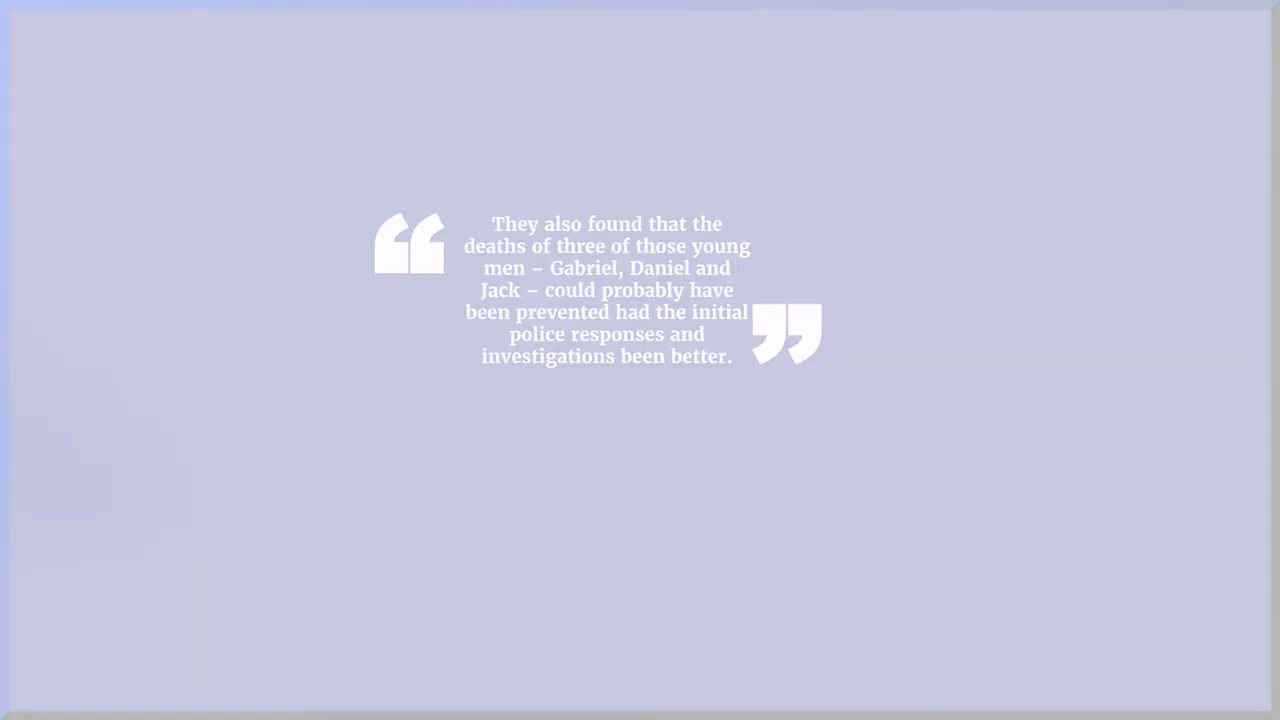 They also found that the
deaths of three of those young
men – Gabriel, Daniel and
Jack – could probably have
been prevented had the initial
police responses and
investigations been better.